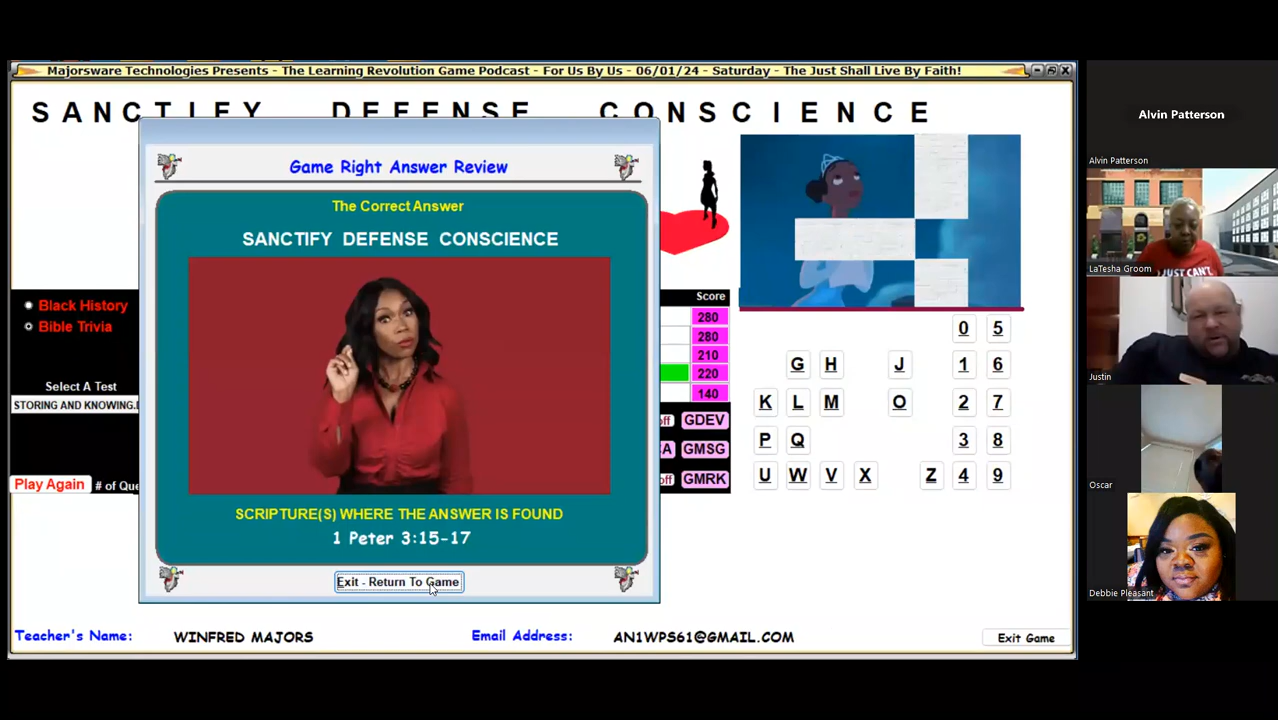 Majorsware Technologies Presents - The Learning Revolution Game Podcast - For Us By Us - 06/01/24 - Saturday - The Just Shall Live By Faith!
SANCTIFY DEFENSE CONSCIENCE
Game Right Answer Review
The Correct Answer
SANCTIFY DEFENSE CONSCIENCE
SCRIPTURE(S) WHERE THE ANSWER IS FOUND
1 Peter 3:15-17
Exit - Return To Game
Black History
Bible Trivia
Select A Test
STORING AND KNOWING.
Play Again # of Que
Score
280
280
210
220
140
off GDEV
CA GMSG
off GMRK
0 5
G H J 1 6
K L M O 2 7
P Q 3 8
U W V X Z 4 9
Teacher's Name: WINFRED MAJORS Email Address: AN1WPS61@GMAIL.COM Exit Game
Alvin Patterson
Alvin Patterson
JUST CAN'T.
LaTesha Groom
Justin
Oscar
Debbie Pleasant